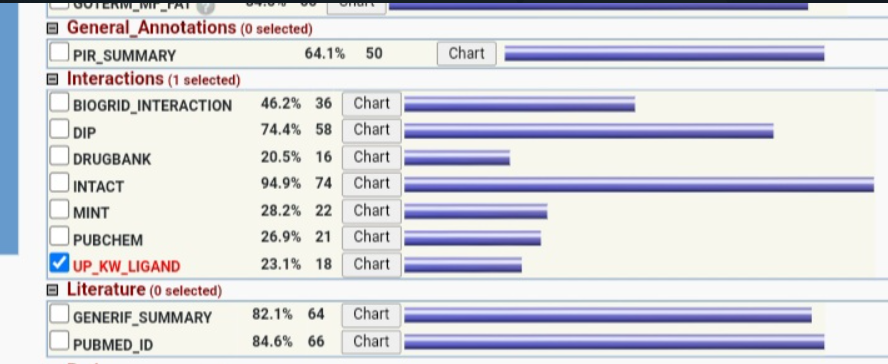 General_Annotations (0 selected)
PIR_SUMMARY 64.1% 50 Chart
Interactions (1 selected)
BIOGRID_INTERACTION 46.2% 36 Chart
DIP 74.4% 58 Chart
DRUGBANK 20.5% 16 Chart
INTACT 94.9% 74 Chart
MINT 28.2% 22 Chart
PUBCHEM 26.9% 21 Chart
UP_KW_LIGAND 23.1% 18 Chart
Literature (0 selected)
GENERIF_SUMMARY 82.1% 64 Chart
PUBMED_ID 84.6% 66 Chart